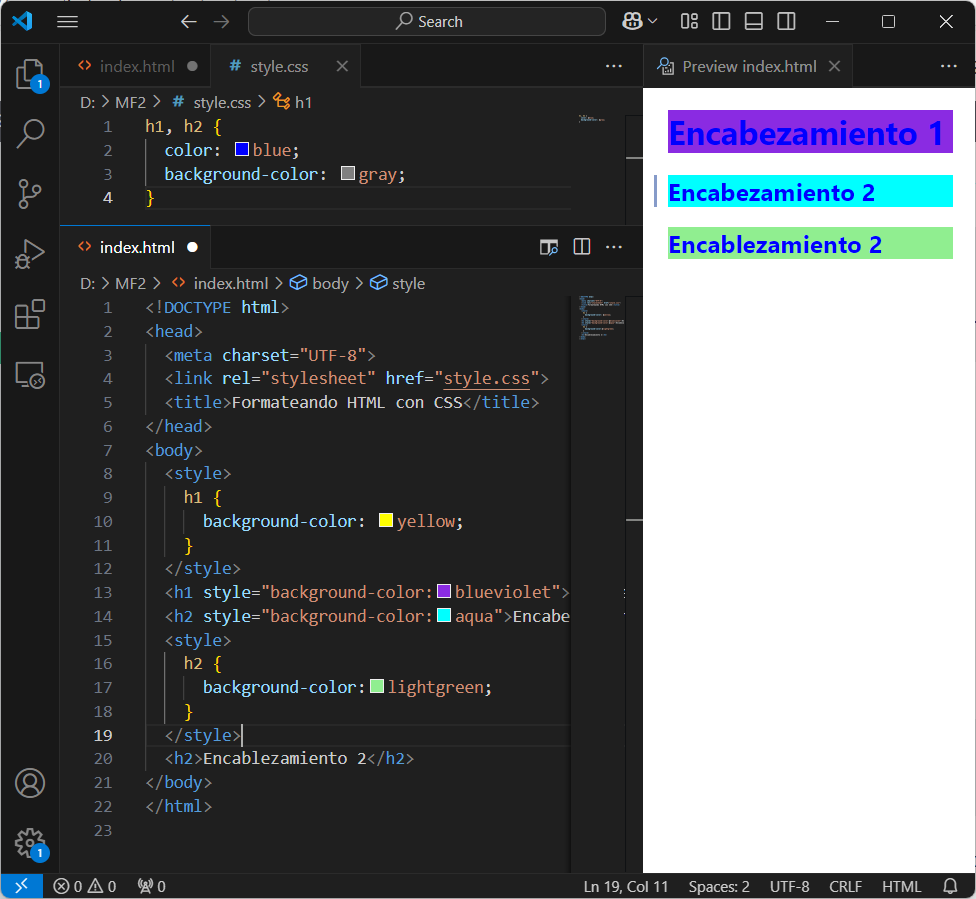 Search
index.html
style.css
Preview index.html
1
D: > MF2 > # style.css > h1
1 h1, h2 {
2 color: blue;
3 background-color: gray;
4 }
index.html
D: > MF2 > <> index.html > body > style
1 <!DOCTYPE html>
2 <head>
3 <meta charset="UTF-8">
4 <link rel="stylesheet" href="style.css">
5 <title>Formateando HTML con CSS</title>
6 </head>
7 <body>
8 <style>
9 h1 {
10 background-color: yellow;
11 }
12 </style>
13 <h1 style="background-color:blueviolet">
14 <h2 style="background-color:aqua">Encabe
15 <style>
16 h2 {
17 background-color:lightgreen;
18 }
19 </style>
20 <h2>Encablezamiento 2</h2>
21 </body>
22 </html>
23
Encabezamiento 1
Encabezamiento 2
Encablezamiento 2
1
0 0 0 Ln 19, Col 11 Spaces: 2 UTF-8 CRLF HTML